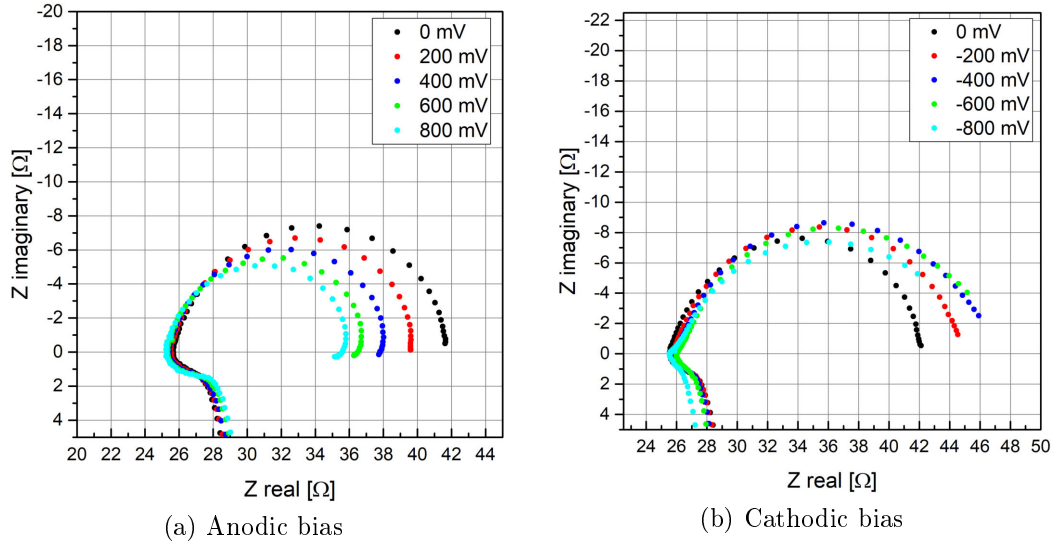 -20
-18
-16
-14
-12
-10
-8
-6
-4
-2
0
2
4
Z imaginary [Ω]
0 mV
200 mV
400 mV
600 mV
800 mV
20 22 24 26 28 30 32 34 36 38 40 42 44
Z real [Ω]
(a) Anodic bias
-22
-20
-18
-16
-14
-12
-10
-8
-6
-4
-2
0
2
4
Z imaginary [Ω]
0 mV
-200 mV
-400 mV
-600 mV
-800 mV
24 26 28 30 32 34 36 38 40 42 44 46 48 50
Z real [Ω]
(b) Cathodic bias